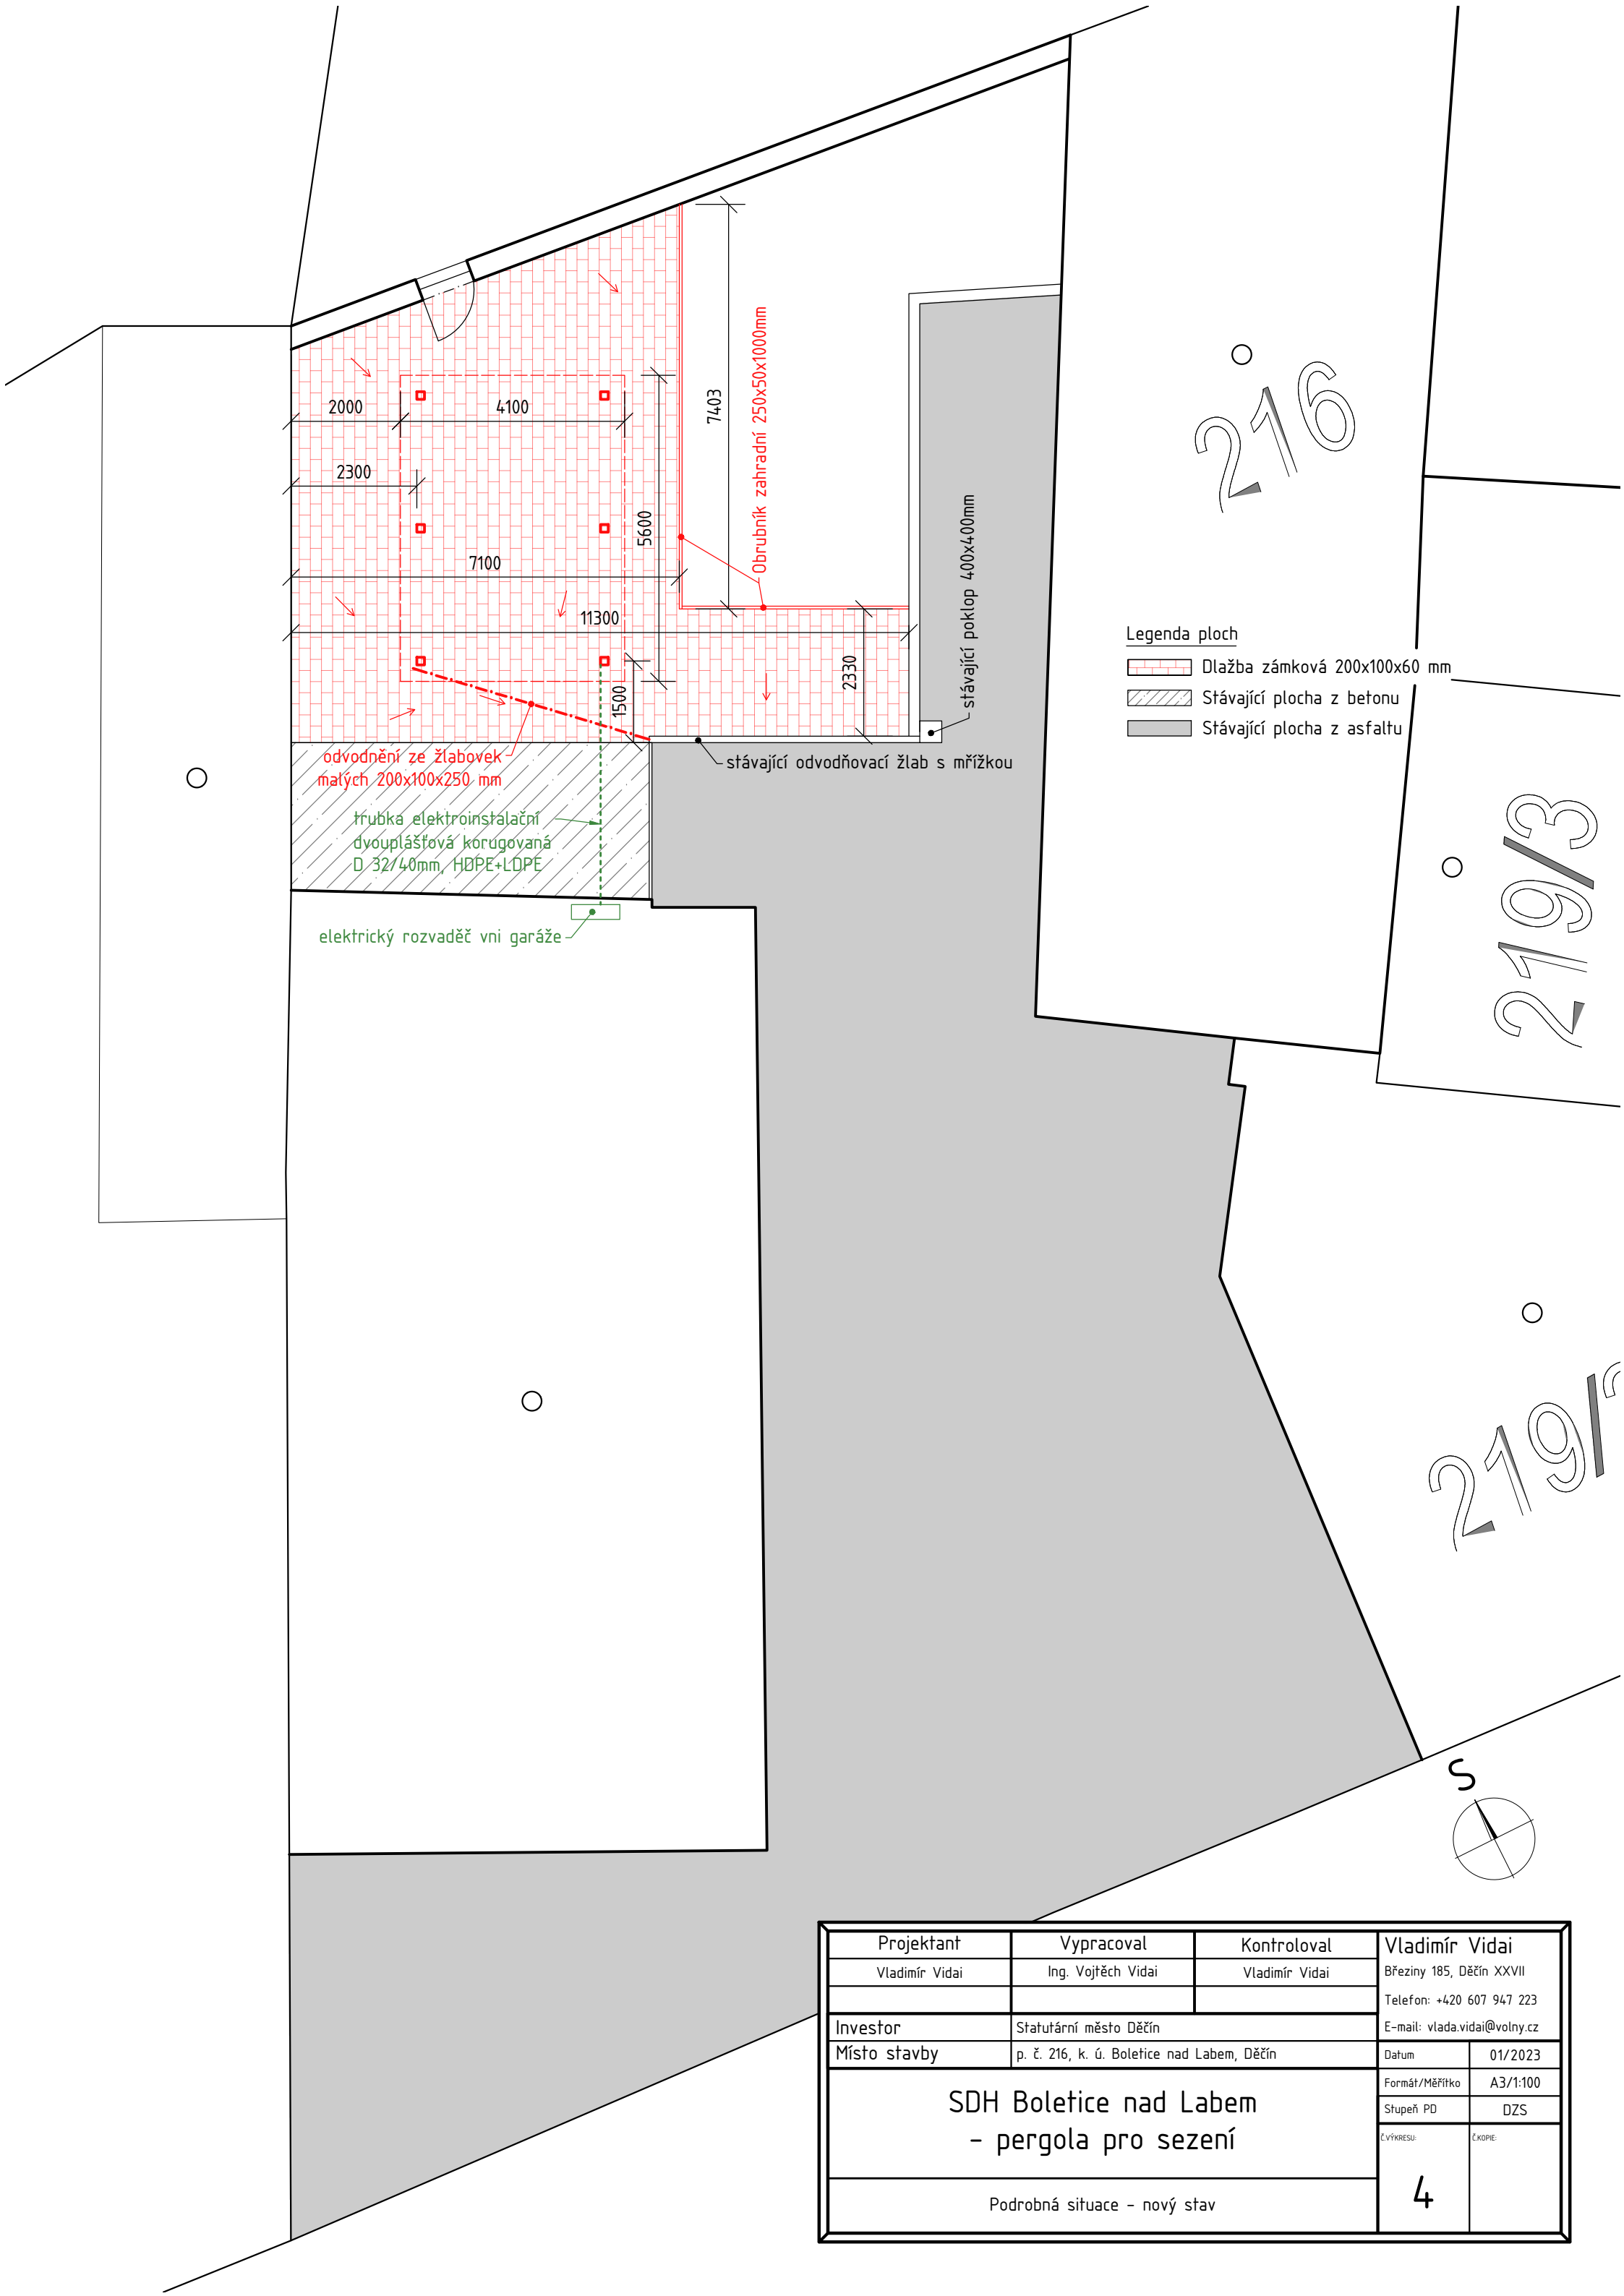 2000
4100
2300
7100
11300
5600
1500
7403
2330
Obrubník zahradní 250x50x1000mm
stávající poklop 400x400mm
216
Legenda ploch
Dlažba zámková 200x100x60 mm
Stávající plocha z betonu
Stávající plocha z asfaltu
stávající odvodňovací žlab s mřížkou
odvodnění ze žlabovek
malých 200x100x250 mm
trubka elektroinstalační
dvouplášťová korugovaná
D 32/40mm, HDPE+LDPE
elektrický rozvaděč vni garáže
219/3
219/
S
Projektant
Vypracoval
Kontroloval
Vladimír Vidai
Ing. Vojtěch Vidai
Vladimír Vidai
Vladimír Vidai
Březiny 185, Děčín XXVII
Telefon: +420 607 947 223
E-mail: vlada.vidai@volny.cz
Investor
Statutární město Děčín
Místo stavby
p. č. 216, k. ú. Boletice nad Labem, Děčín
Datum
01/2023
Formát/Měřítko
A3/1:100
Stupeň PD
DZS
SDH Boletice nad Labem
- pergola pro sezení
Č.VÝKRESU:
Č.KOPIE:
4
Podrobná situace - nový stav